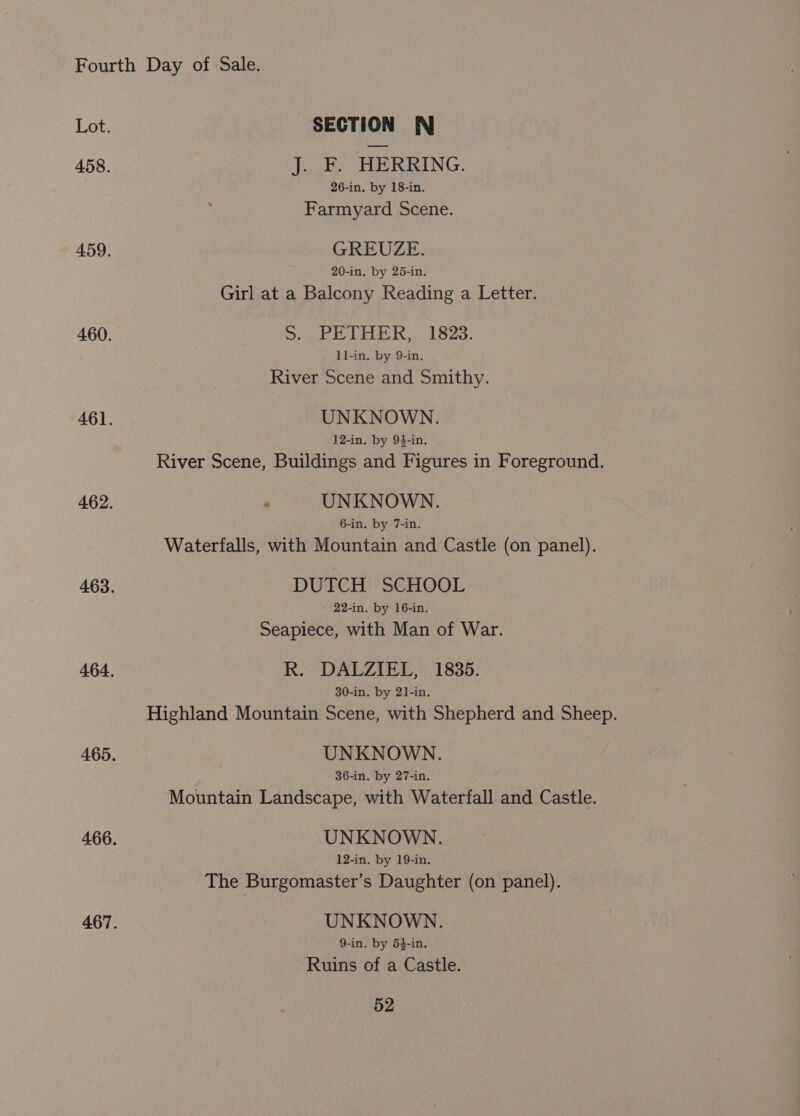 Fourth Day of Sale.
Lot. SECTION N
458. J. F. HERRING.
26-in. by 18-in.
Farmyard Scene.
459. GREUZE.
20-in. by 25-in.
Girl at a Balcony Reading a Letter.
460. S. PETHER, 1823.
11-in. by 9-in.
River Scene and Smithy.
461. UNKNOWN.
12-in. by 9½-in.
River Scene, Buildings and Figures in Foreground.
462. UNKNOWN.
6-in. by 7-in.
Waterfalls, with Mountain and Castle (on panel).
463. DUTCH SCHOOL
22-in. by 16-in.
Seapiece, with Man of War.
464. R. DALZIEL, 1835.
30-in. by 21-in.
Highland Mountain Scene, with Shepherd and Sheep.
465. UNKNOWN.
36-in. by 27-in.
Mountain Landscape, with Waterfall and Castle.
466. UNKNOWN.
12-in. by 19-in.
The Burgomaster's Daughter (on panel).
467. UNKNOWN.
9-in. by 5½-in.
Ruins of a Castle.
52